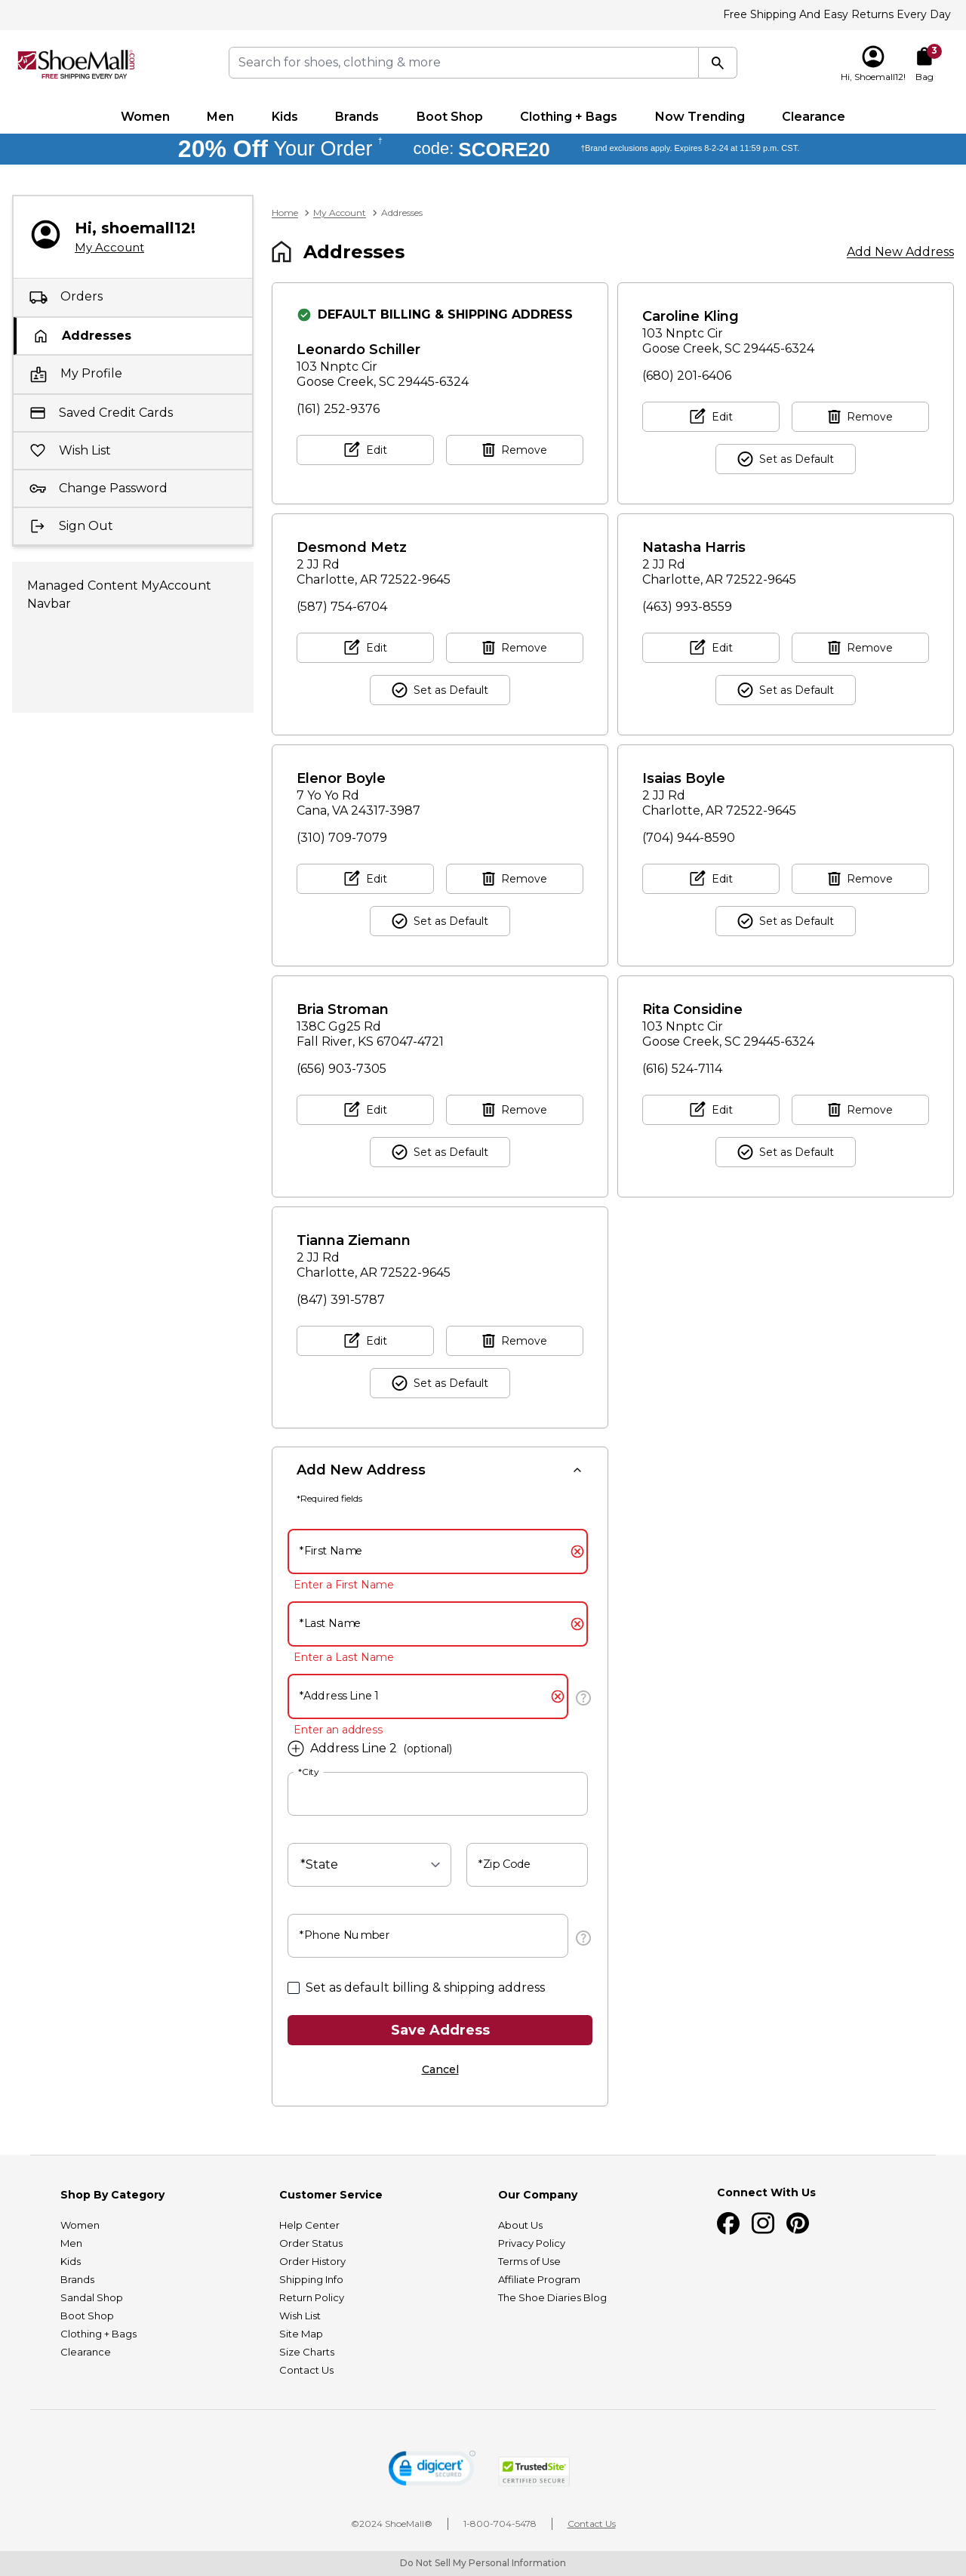 Free Shipping And Easy Returns Every Day
ShoeMall.com
FREE SHIPPING EVERY DAY
Search for shoes, clothing & more
Hi, Shoemall12!
3
Bag
Women Men Kids Brands Boot Shop Clothing + Bags Now Trending Clearance
20% Off Your Order † code: SCORE20 †Brand exclusions apply. Expires 8-2-24 at 11:59 p.m. CST.
Hi, shoemall12!
My Account
Orders
Addresses
My Profile
Saved Credit Cards
Wish List
Change Password
Sign Out
Managed Content MyAccount
Navbar
Home > My Account > Addresses
Addresses
Add New Address
DEFAULT BILLING & SHIPPING ADDRESS
Leonardo Schiller
103 Nnptc Cir
Goose Creek, SC 29445-6324
(161) 252-9376
Edit Remove
Caroline Kling
103 Nnptc Cir
Goose Creek, SC 29445-6324
(680) 201-6406
Edit Remove
Set as Default
Desmond Metz
2 JJ Rd
Charlotte, AR 72522-9645
(587) 754-6704
Edit Remove
Set as Default
Natasha Harris
2 JJ Rd
Charlotte, AR 72522-9645
(463) 993-8559
Edit Remove
Set as Default
Elenor Boyle
7 Yo Yo Rd
Cana, VA 24317-3987
(310) 709-7079
Edit Remove
Set as Default
Isaias Boyle
2 JJ Rd
Charlotte, AR 72522-9645
(704) 944-8590
Edit Remove
Set as Default
Bria Stroman
138C Gg25 Rd
Fall River, KS 67047-4721
(656) 903-7305
Edit Remove
Set as Default
Rita Considine
103 Nnptc Cir
Goose Creek, SC 29445-6324
(616) 524-7114
Edit Remove
Set as Default
Tianna Ziemann
2 JJ Rd
Charlotte, AR 72522-9645
(847) 391-5787
Edit Remove
Set as Default
Add New Address
*Required fields
*First Name
Enter a First Name
*Last Name
Enter a Last Name
*Address Line 1
Enter an address
Address Line 2 (optional)
*City
*State *Zip Code
*Phone Number
Set as default billing & shipping address
Save Address
Cancel
Shop By Category
Women
Men
Kids
Brands
Sandal Shop
Boot Shop
Clothing + Bags
Clearance
Customer Service
Help Center
Order Status
Order History
Shipping Info
Return Policy
Wish List
Site Map
Size Charts
Contact Us
Our Company
About Us
Privacy Policy
Terms of Use
Affiliate Program
The Shoe Diaries Blog
Connect With Us
digicert
SECURED
TrustedSite
CERTIFIED SECURE
©2024 ShoeMall® | 1-800-704-5478 | Contact Us
Do Not Sell My Personal Information